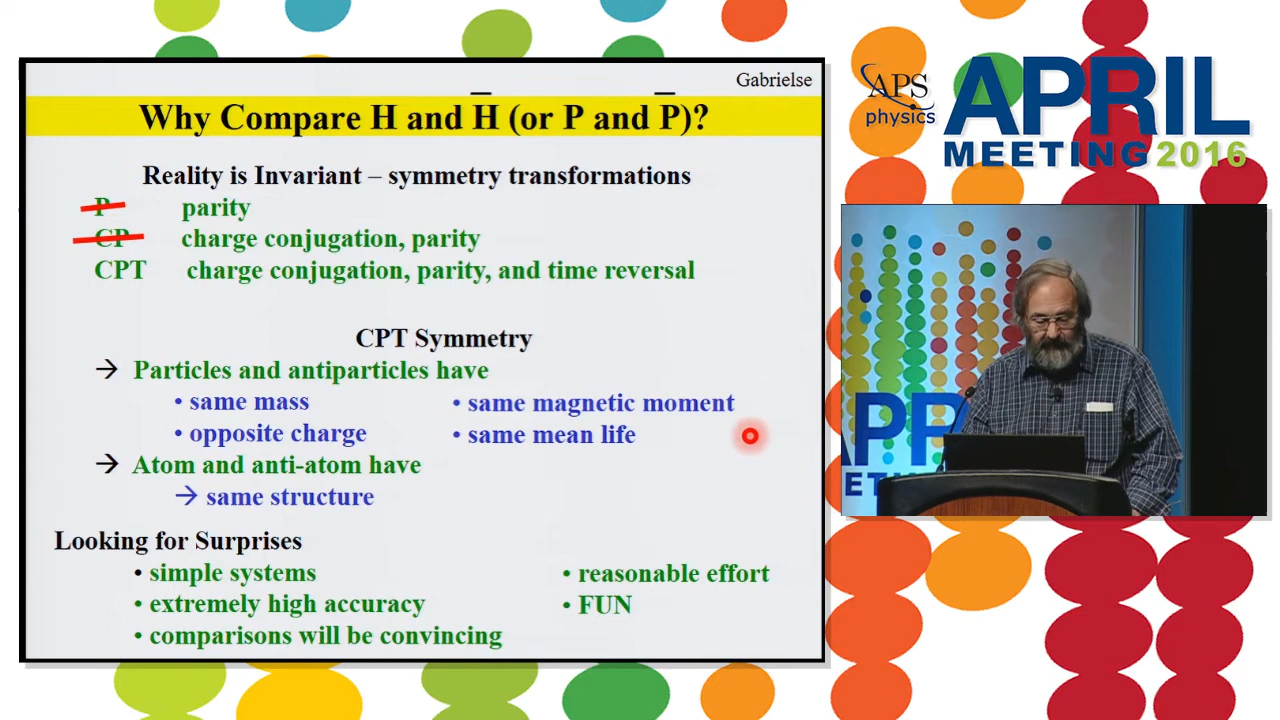 Gabrielse
Why Compare H and H̅ (or P and P̅)?
Reality is Invariant – symmetry transformations
P parity
CP charge conjugation, parity
CPT charge conjugation, parity, and time reversal
CPT Symmetry
→ Particles and antiparticles have
• same mass • same magnetic moment
• opposite charge • same mean life
→ Atom and anti-atom have
→ same structure
Looking for Surprises
• simple systems • reasonable effort
• extremely high accuracy • FUN
• comparisons will be convincing
APS
physics
APRIL
MEETING 2016